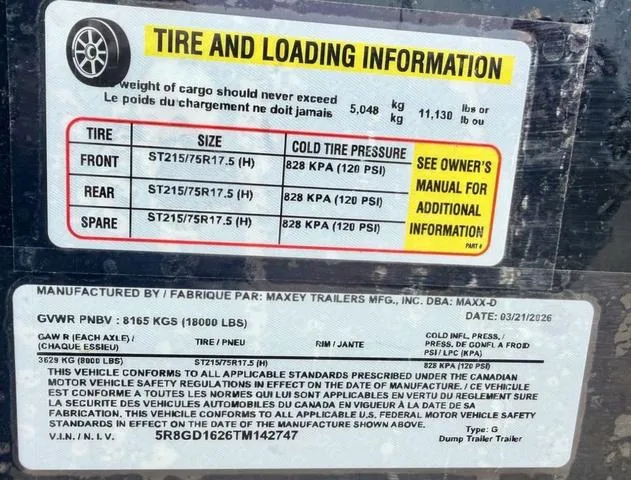 TIRE AND LOADING INFORMATION
weight of cargo should never exceed 5,048 kg 11,130 lbs or
Le poids du chargement ne doit jamais kg lb ou
TIRE SIZE COLD TIRE PRESSURE SEE OWNER'S MANUAL FOR ADDITIONAL INFORMATION
FRONT ST215/75R17.5 (H) 828 KPA (120 PSI)
REAR ST215/75R17.5 (H) 828 KPA (120 PSI)
SPARE ST215/75R17.5 (H) 828 KPA (120 PSI)
PART #
MANUFACTURED BY / FABRIQUE PAR: MAXEY TRAILERS MFG., INC. DBA: MAXX-D
GVWR PNBV : 8165 KGS (18000 LBS) DATE: 03/21/2026
GAWR (EACH AXLE) / TIRE / PNEU RIM / JANTE COLD INFL. PRESS. /
(CHAQUE ESSIEU) PRESS. DE GONFL A FROID
PSI / LPC (KPA)
3629 KG (8000 LBS) ST215/75R17.5 (H) 828 KPA (120 PSI)
THIS VEHICLE CONFORMS TO ALL APPLICABLE STANDARDS PRESCRIBED UNDER THE CANADIAN
MOTOR VEHICLE SAFETY REGULATIONS IN EFFECT ON THE DATE OF MANUFACTURE. / CE VEHICULE
EST CONFORME A TOUTES LES NORMES QUI LUI SONT APPLICABLES EN VERTU DU REGLEMENT SURE
LA SECURITE DES VEHICULES AUTOMOBILES DU CANADA EN VIGUEUR À LA DATE DE SA
FABRICATION. THIS VEHICILE CONFORMS TO ALL APPLICABLE U.S. FEDERAL MOTOR VEHICLE SAFETY
STANDARDS IN EFFECT ON THE DATE OF THE MANUFACTURE SHOWN ABOVE. Type: G
V.I.N. / N. I. V. 5R8GD1626TM142747 Dump Trailer Trailer